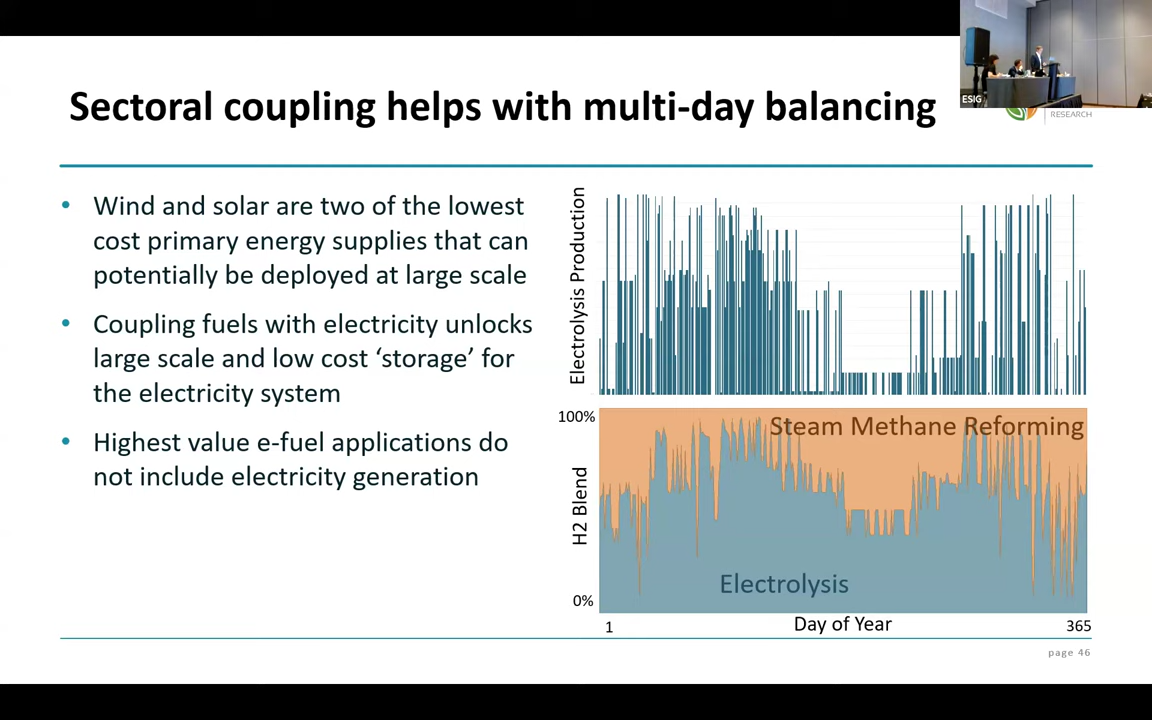 ESIG
RESEARCH
Sectoral coupling helps with multi-day balancing
• Wind and solar are two of the lowest
cost primary energy supplies that can
potentially be deployed at large scale
• Coupling fuels with electricity unlocks
large scale and low cost ‘storage’ for
the electricity system
• Highest value e-fuel applications do
not include electricity generation
Electrolysis Production
100%
H2 Blend
0%
Steam Methane Reforming
Electrolysis
1
Day of Year
365
page 46